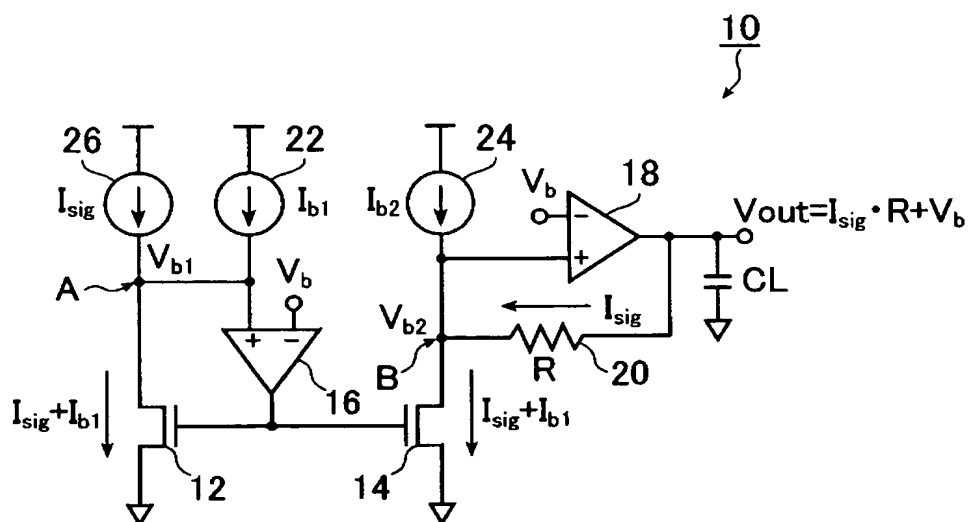 10
26
22
24
18
I_sig
I_b1
I_b2
V_b
Vout=I_sig・R+V_b
V_b1
V_b
A
+ −
−
+
CL
I_sig
V_b2
B
R
20
16
I_sig+I_b1
I_sig+I_b1
12
14